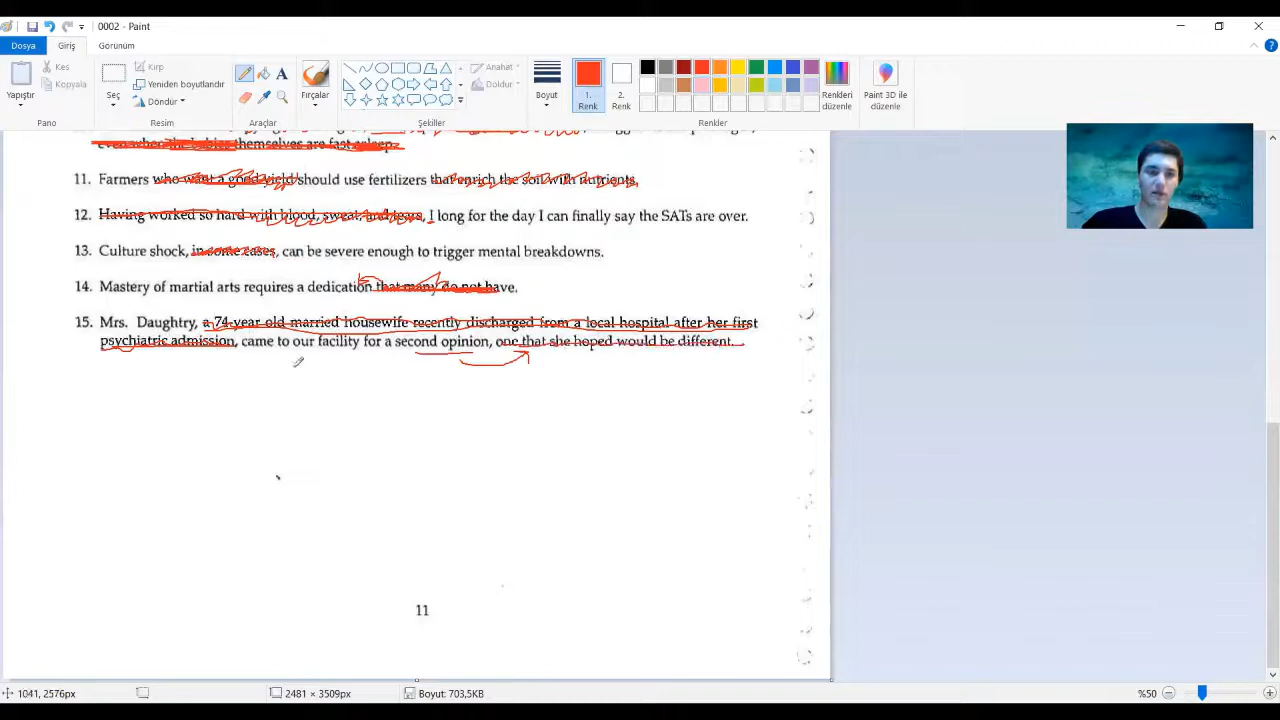 0002 - Paint
Dosya Giriş Görünüm
Yapıştır
Kes
Kopyala
Seç
Kırp
Yeniden boyutlandır
Döndür
Fırçalar
Anahat
Doldur
Boyut
1. Renk
2. Renk
Renkleri düzenle
Paint 3D ile düzenle
Pano Resim Araçlar Şekiller Renkler
even when the babies themselves are fast asleep.
11. Farmers who want a good yield should use fertilizers that enrich the soil with nutrients.
12. Having worked so hard with blood, sweat, and tears, I long for the day I can finally say the SATs are over.
13. Culture shock, in some cases, can be severe enough to trigger mental breakdowns.
14. Mastery of martial arts requires a dedication that many do not have.
15. Mrs. Daughtry, a 74-year old married housewife recently discharged from a local hospital after her first
psychiatric admission, came to our facility for a second opinion, one that she hoped would be different.
11
1041, 2576px
2481 × 3509px
Boyut: 703,5KB
%50